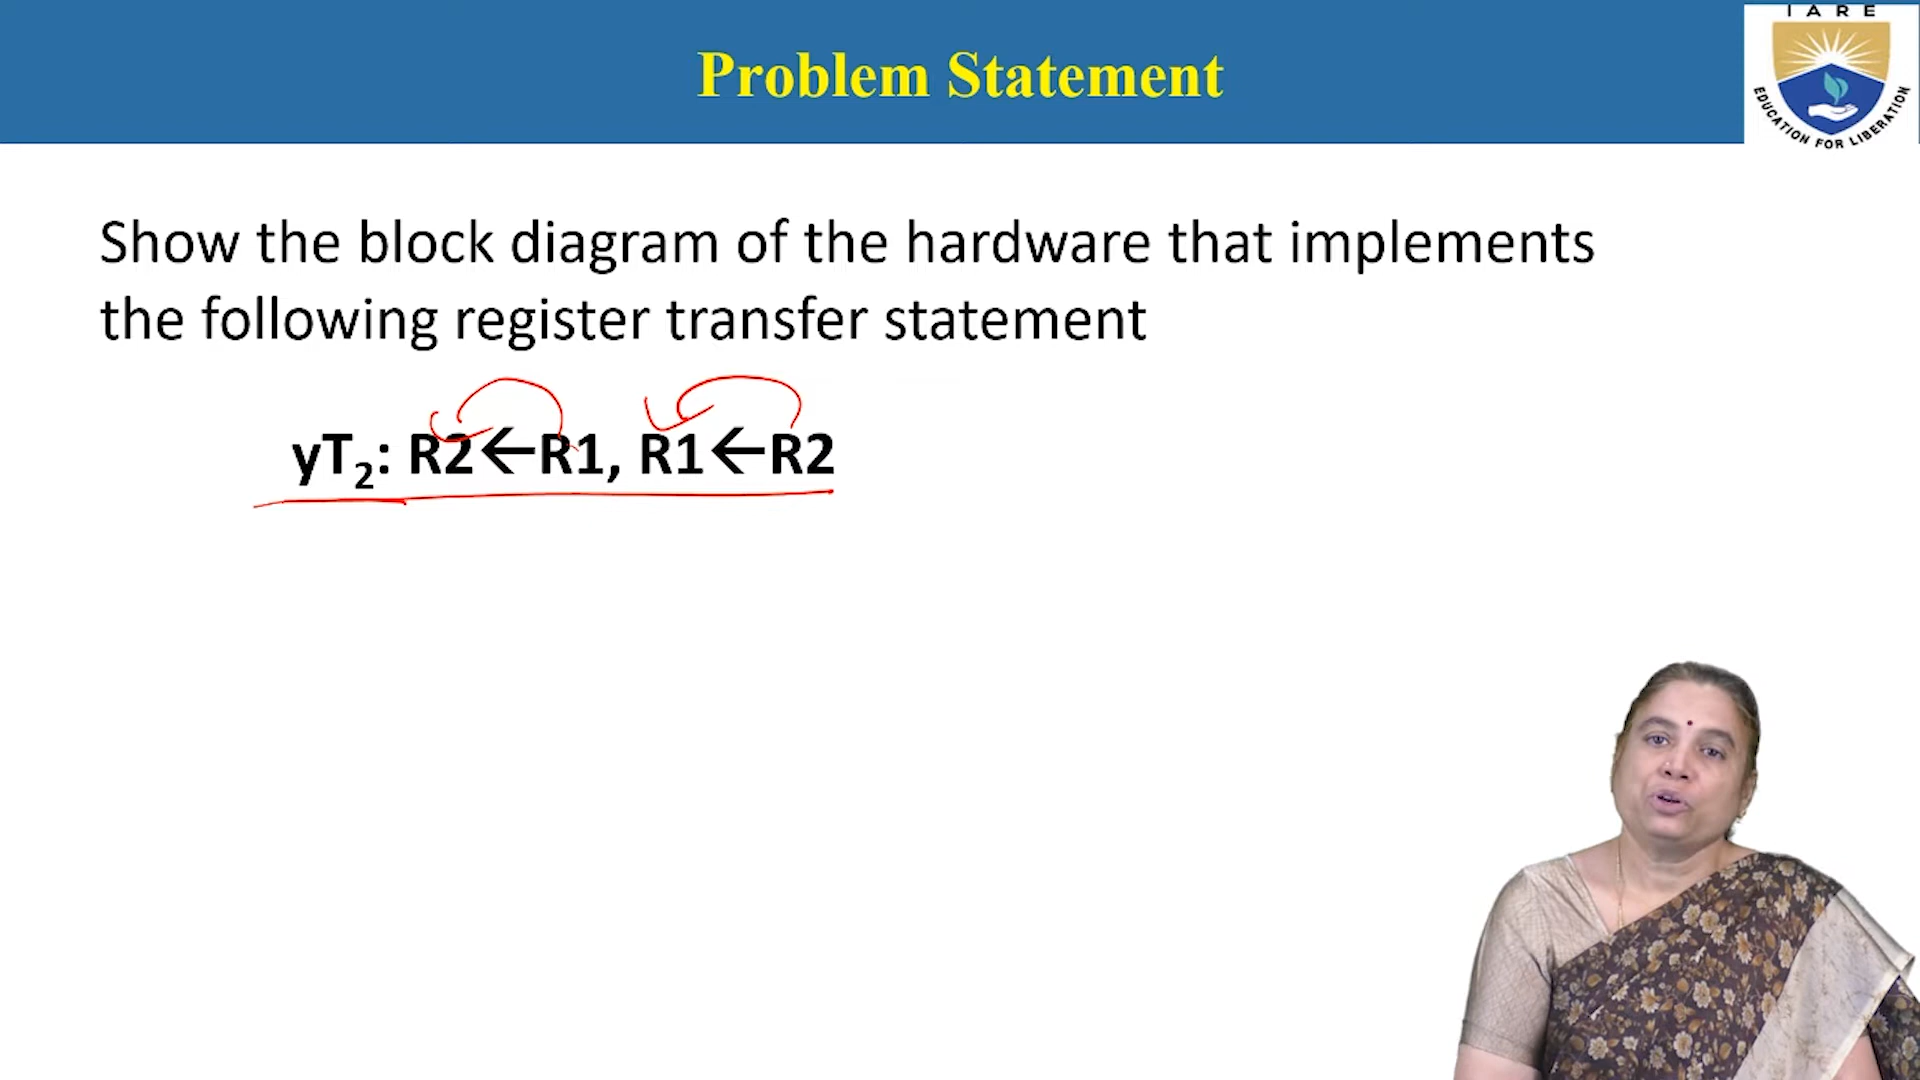 Problem Statement
IARE
EDUCATION FOR LIBERATION
Show the block diagram of the hardware that implements
the following register transfer statement
yT₂: R2←R1, R1←R2